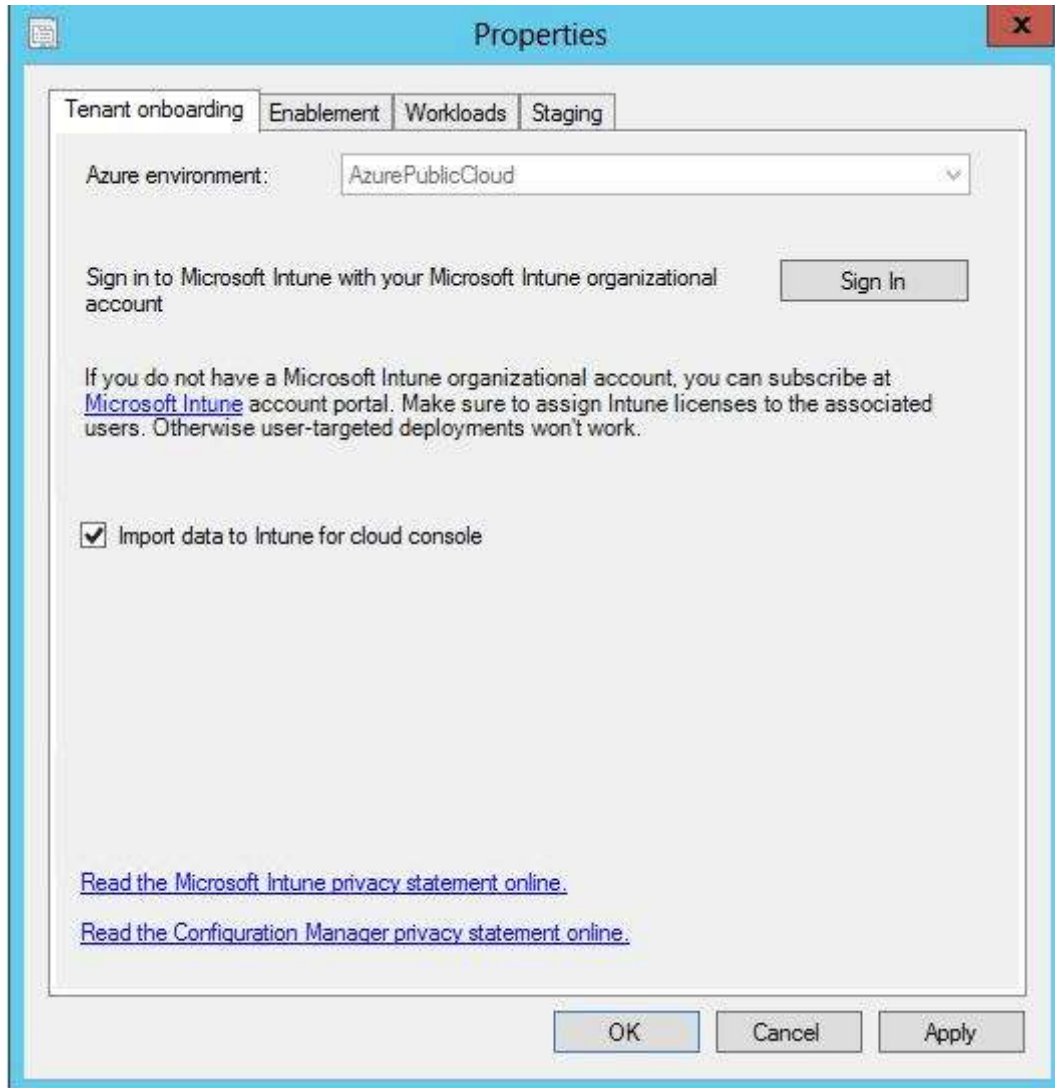 Properties
x
Tenant onboarding Enablement Workloads Staging
Azure environment: AzurePublicCloud
Sign in to Microsoft Intune with your Microsoft Intune organizational
account
Sign In
If you do not have a Microsoft Intune organizational account, you can subscribe at
Microsoft Intune account portal. Make sure to assign Intune licenses to the associated
users. Otherwise user-targeted deployments won't work.
Import data to Intune for cloud console
Read the Microsoft Intune privacy statement online.
Read the Configuration Manager privacy statement online.
OK Cancel Apply